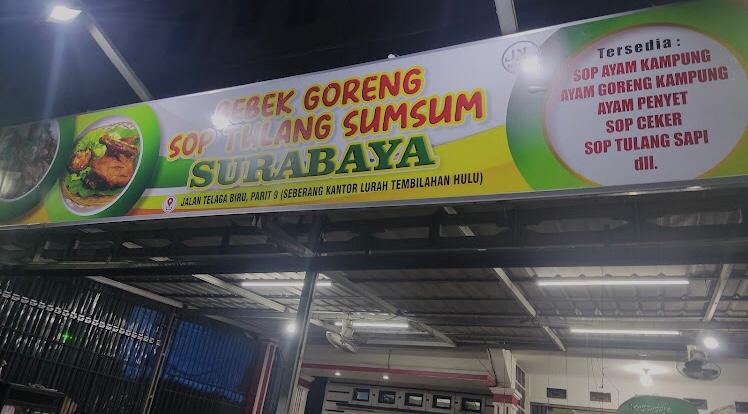 BEBEK GORENG
SOP TULANG SUMSUM
SURABAYA
JALAN TELAGA BIRU, PARIT 9 (SEBERANG KANTOR LURAH TEMBILAHAN HULU)
Tersedia :
SOP AYAM KAMPUNG
AYAM GORENG KAMPUNG
AYAM PENYET
SOP CEKER
SOP TULANG SAPI
dll.